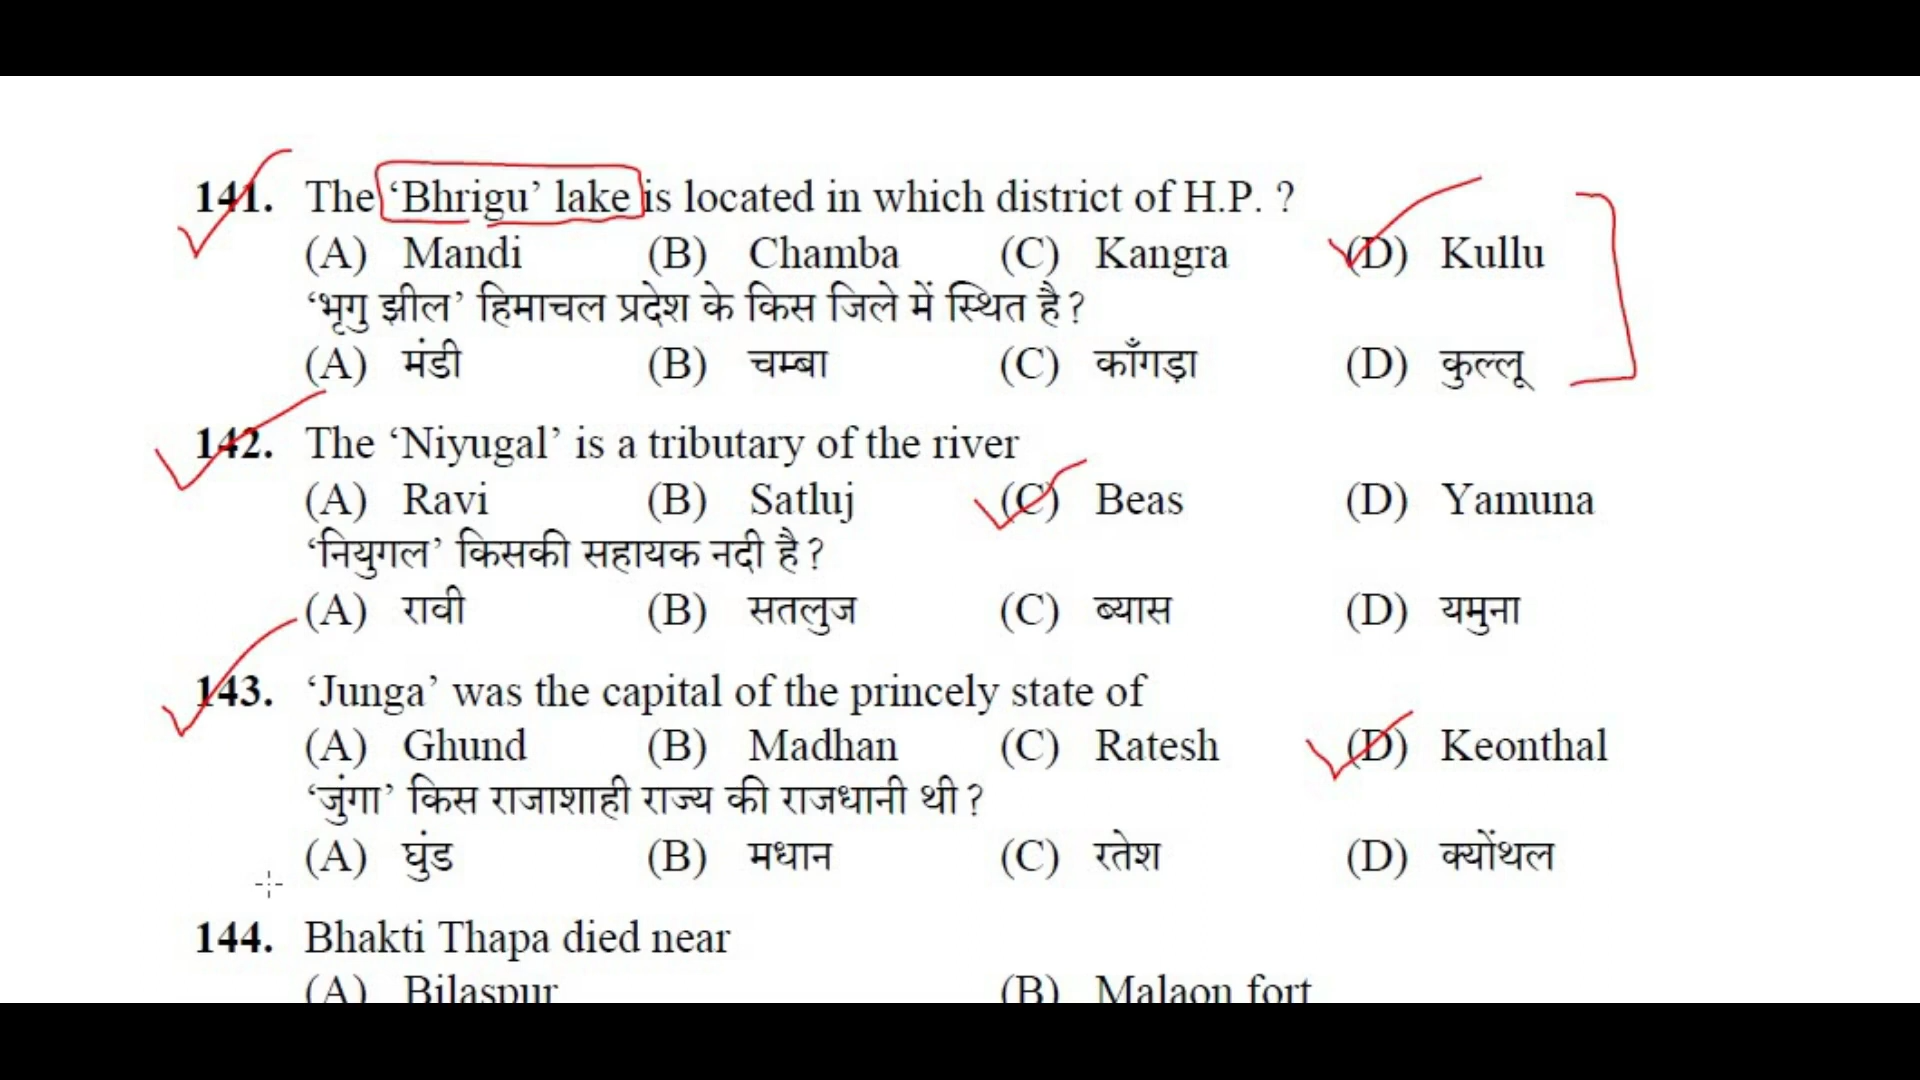 141. The ‘Bhrigu’ lake is located in which district of H.P. ?
(A) Mandi (B) Chamba (C) Kangra (D) Kullu
‘भृगु झील’ हिमाचल प्रदेश के किस जिले में स्थित है ?
(A) मंडी (B) चम्बा (C) काँगड़ा (D) कुल्लू
142. The ‘Niyugal’ is a tributary of the river
(A) Ravi (B) Satluj (C) Beas (D) Yamuna
‘नियुगल’ किसकी सहायक नदी है ?
(A) रावी (B) सतलुज (C) ब्यास (D) यमुना
143. ‘Junga’ was the capital of the princely state of
(A) Ghund (B) Madhan (C) Ratesh (D) Keonthal
‘जुंगा’ किस राजाशाही राज्य की राजधानी थी ?
(A) घुंड (B) मधान (C) रतेश (D) क्योंथल
144. Bhakti Thapa died near
(A) Bilaspur (B) Malaon fort